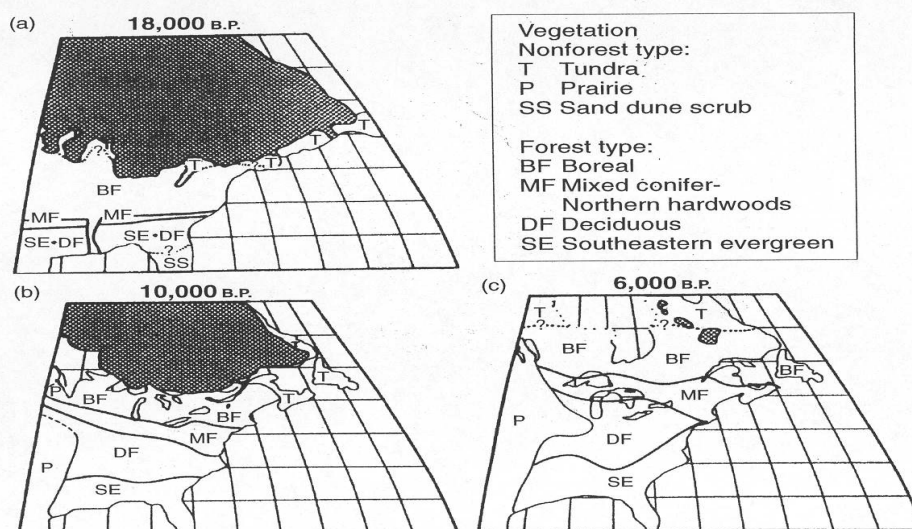 (a)
18,000 B.P.
?
T
T
T
T
BF
MF
MF
SE•DF
SE•DF
?
SS
Vegetation
Nonforest type:
T Tundra
P Prairie
SS Sand dune scrub
Forest type:
BF Boreal
MF Mixed conifer-
Northern hardwoods
DF Deciduous
SE Southeastern evergreen
(b)
10,000 B.P.
T
T
P
BF
BF
T
MF
DF
P
SE
(c)
6,000 B.P.
T
?
?
T
BF
BF
BF
MF
P
DF
SE